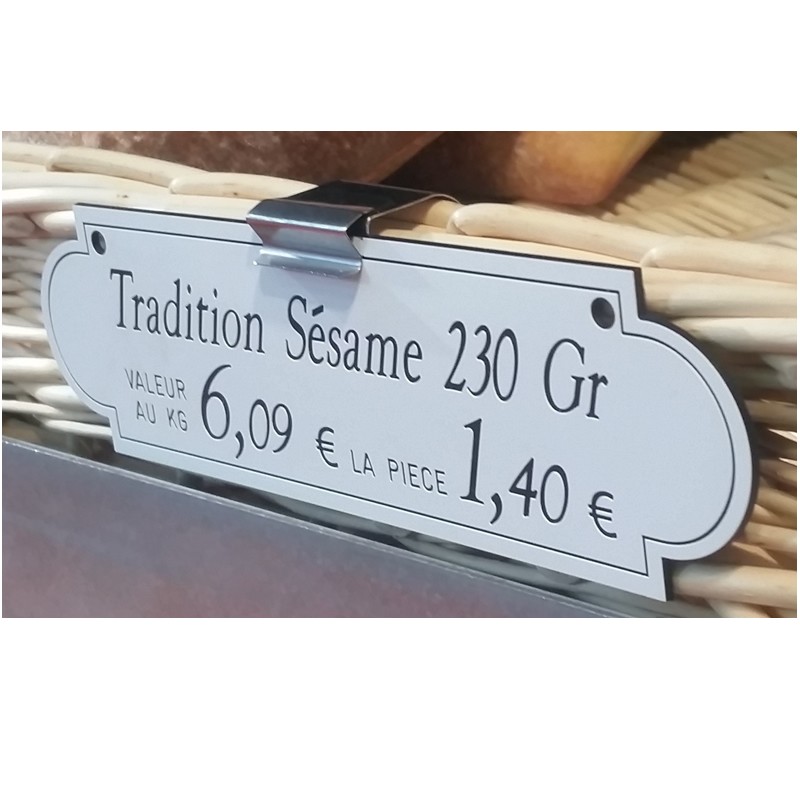 Tradition Sésame 230 Gr
VALEUR AU KG 6,09 € LA PIECE 1,40 €